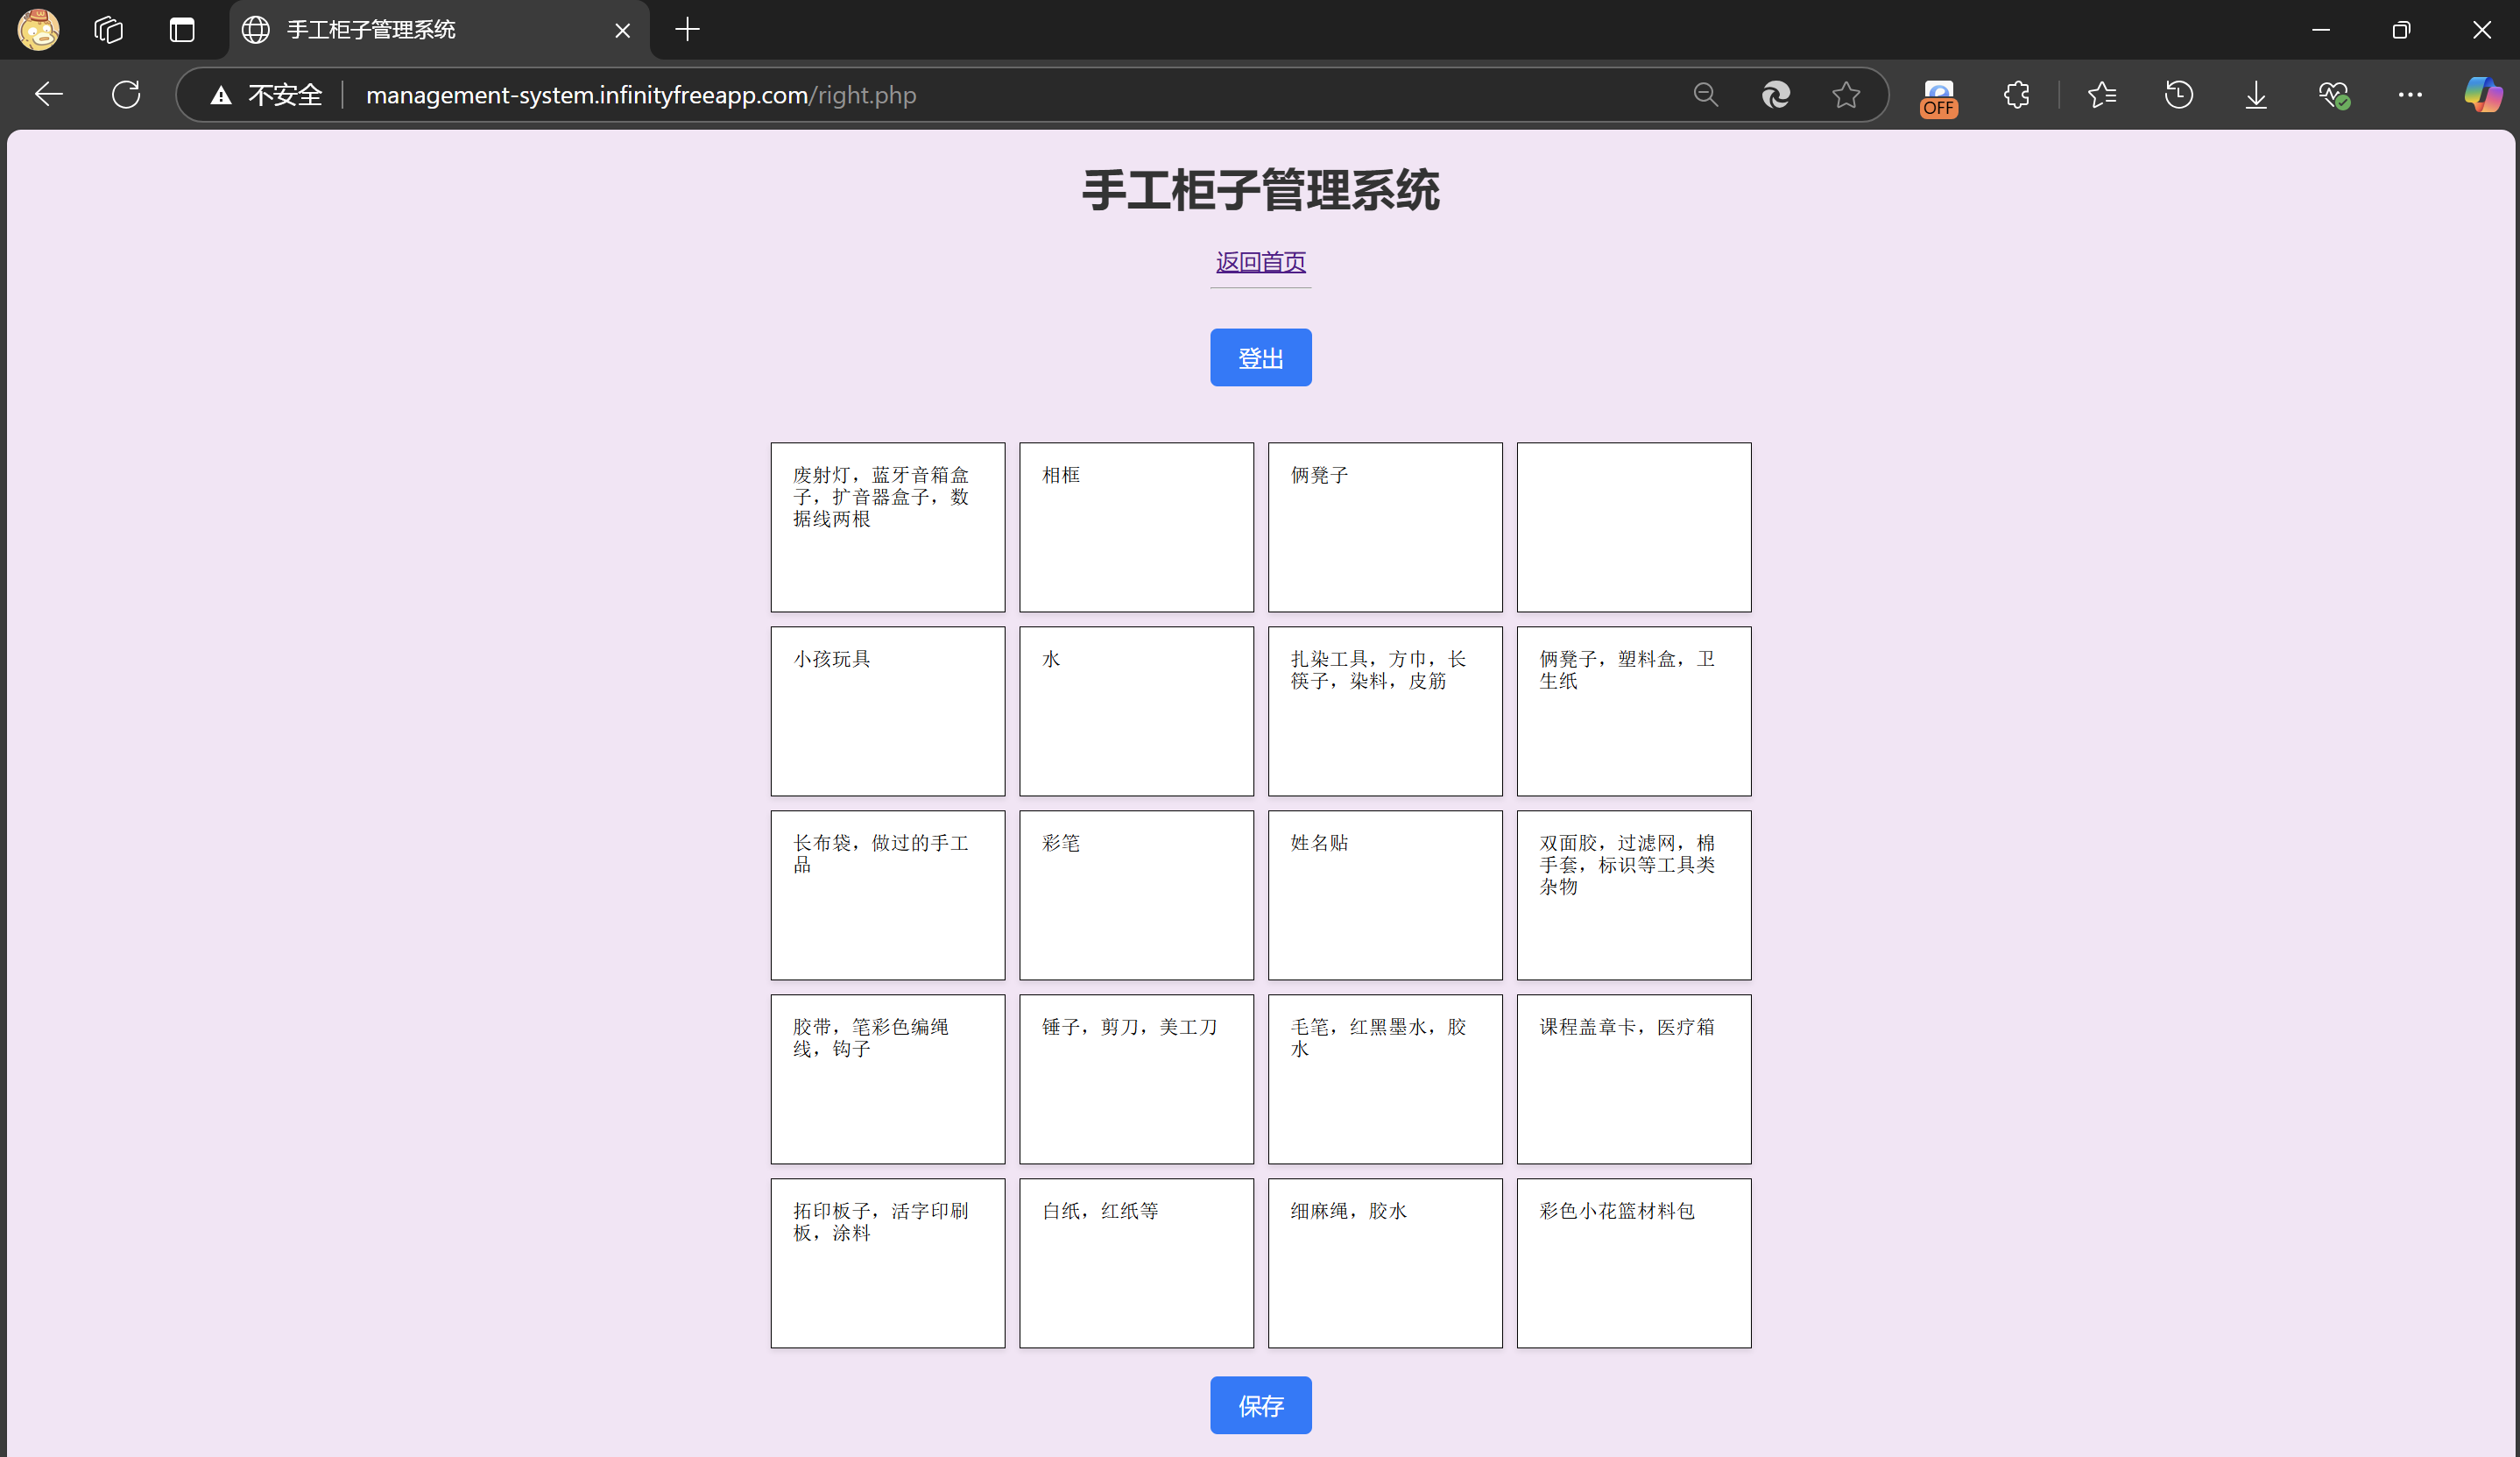 手工柜子管理系统
不安全
management-system.infinityfreeapp.com/right.php
OFF
手工柜子管理系统
返回首页
登出
废射灯，蓝牙音箱盒
子，扩音器盒子，数
据线两根
相框
俩凳子
小孩玩具
水
扎染工具，方巾，长
筷子，染料，皮筋
俩凳子，塑料盒，卫
生纸
长布袋，做过的手工
品
彩笔
姓名贴
双面胶，过滤网，棉
手套，标识等工具类
杂物
胶带，笔彩色编绳
线，钩子
锤子，剪刀，美工刀
毛笔，红黑墨水，胶
水
课程盖章卡，医疗箱
拓印板子，活字印刷
板，涂料
白纸，红纸等
细麻绳，胶水
彩色小花篮材料包
保存